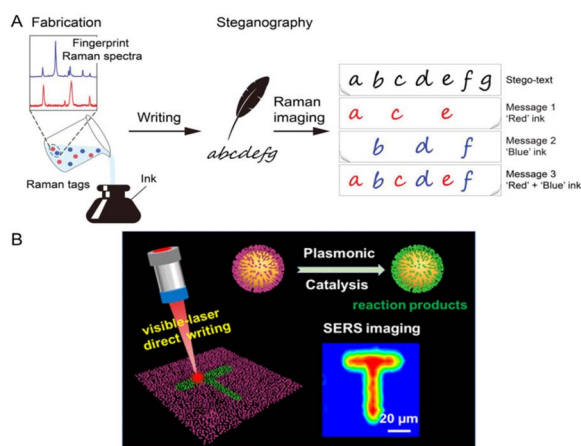 A
Fabrication
Steganography
Fingerprint
Raman spectra
Writing
Raman
imaging
abcdefg
Raman tags
Ink
a b c d e f g
Stego-text
a c e
Message 1
'Red' ink
b d f
Message 2
'Blue' ink
a b c d e f
Message 3
'Red' + 'Blue' ink
B
Plasmonic
Catalysis
reaction products
visible-laser
direct writing
SERS imaging
T
20 µm